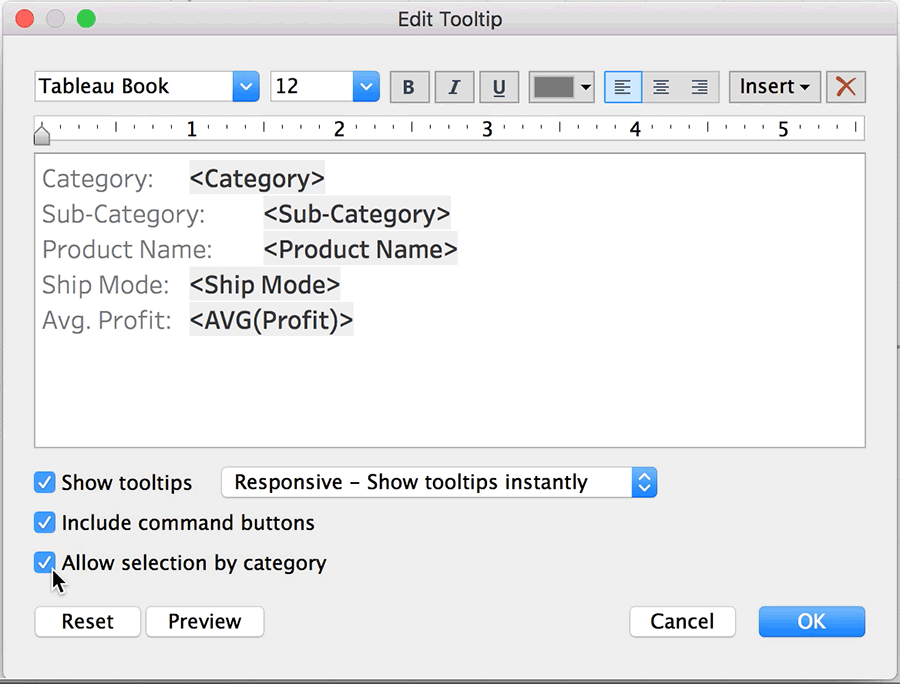 Edit Tooltip
Tableau Book 12 B I U Insert
1 2 3 4 5
Category: <Category>
Sub-Category: <Sub-Category>
Product Name: <Product Name>
Ship Mode: <Ship Mode>
Avg. Profit: <AVG(Profit)>
Show tooltips Responsive – Show tooltips instantly
Include command buttons
Allow selection by category
Reset Preview Cancel OK